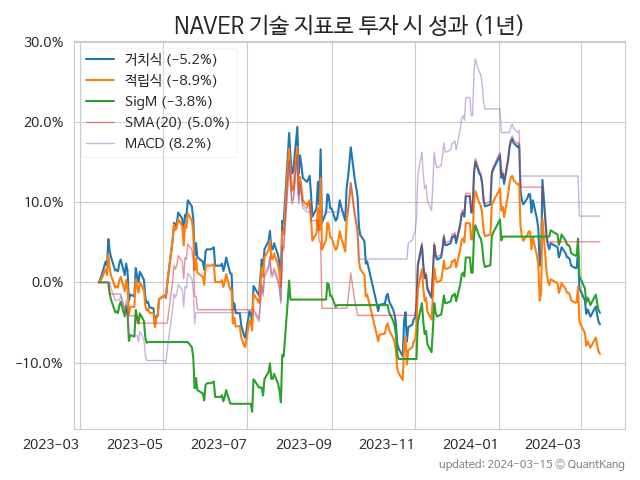 NAVER 기술 지표로 투자 시 성과 (1년)
30.0%
20.0%
10.0%
0.0%
−10.0%
거치식 (−5.2%)
적립식 (−8.9%)
SigM (−3.8%)
SMA(20) (5.0%)
MACD (8.2%)
2023-03 2023-05 2023-07 2023-09 2023-11 2024-01 2024-03
updated: 2024-03-15 © QuantKang